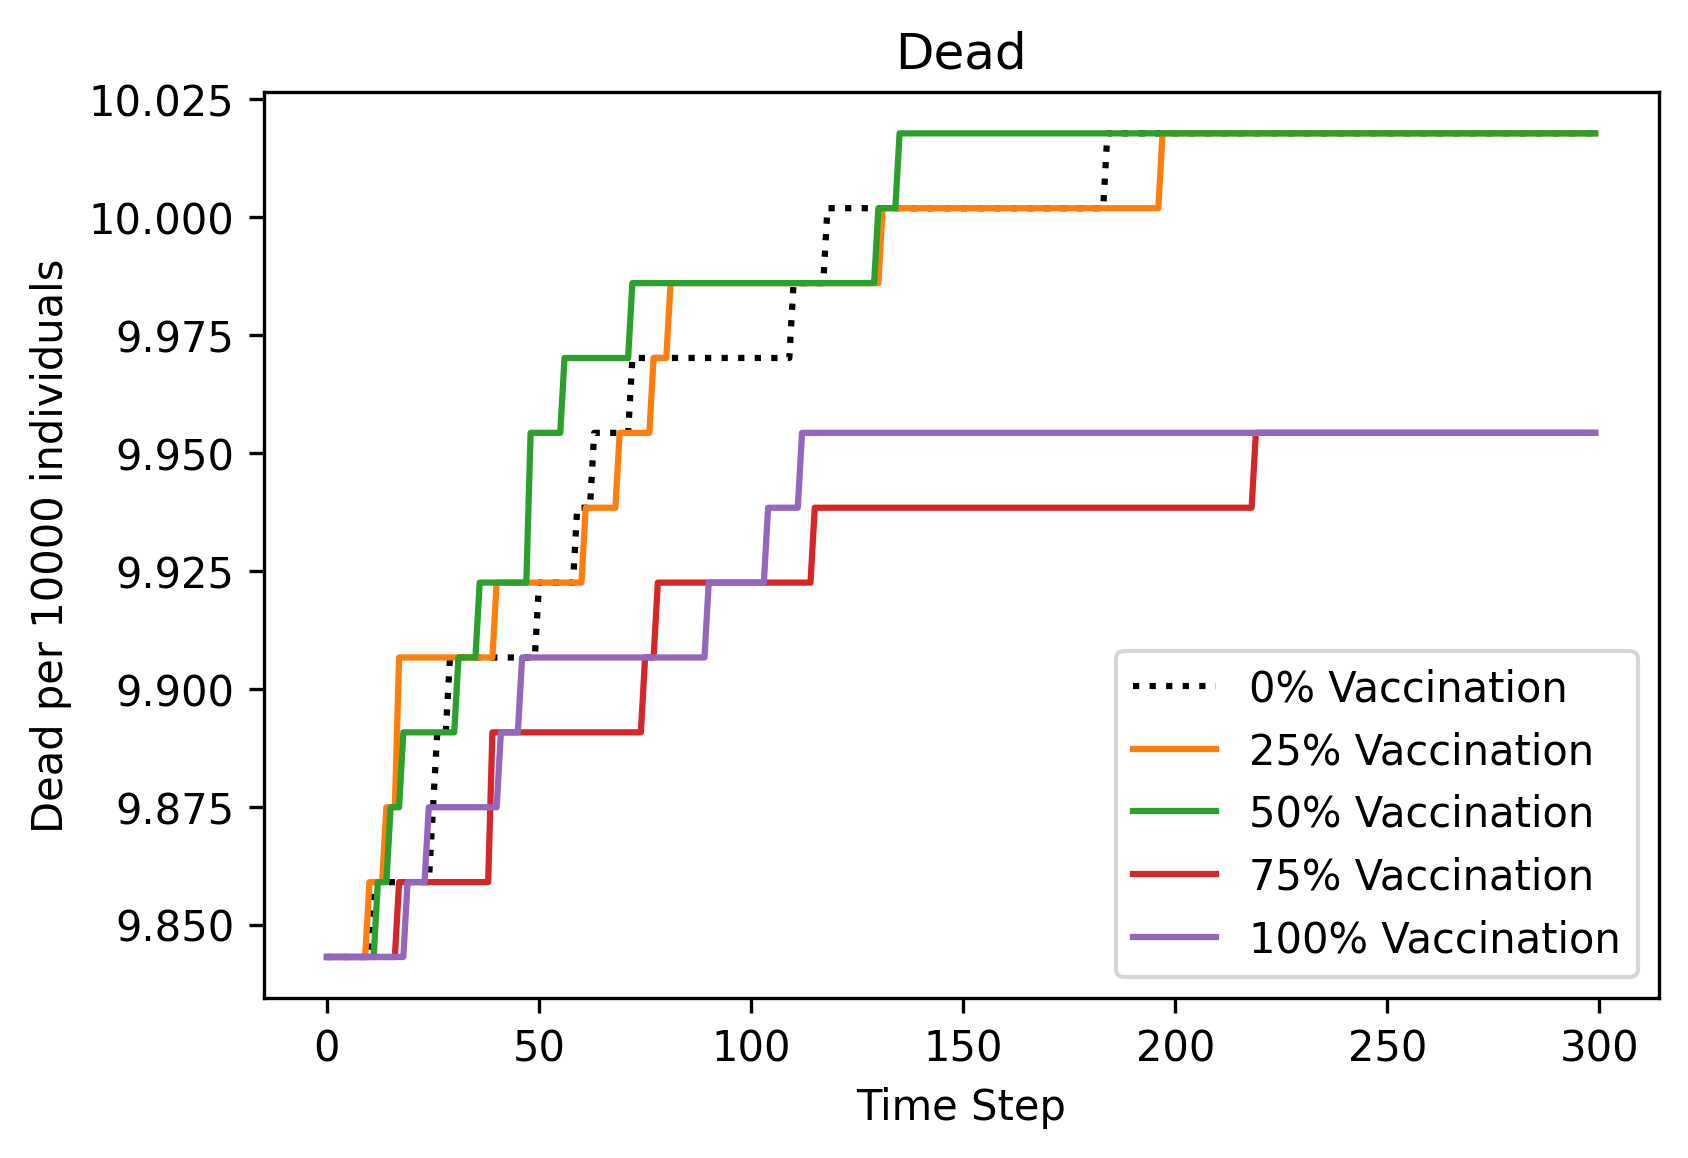 Dead
10.025
10.000
9.975
9.950
9.925
9.900
9.875
9.850
Dead per 10000 individuals
0% Vaccination
25% Vaccination
50% Vaccination
75% Vaccination
100% Vaccination
0 50 100 150 200 250 300
Time Step